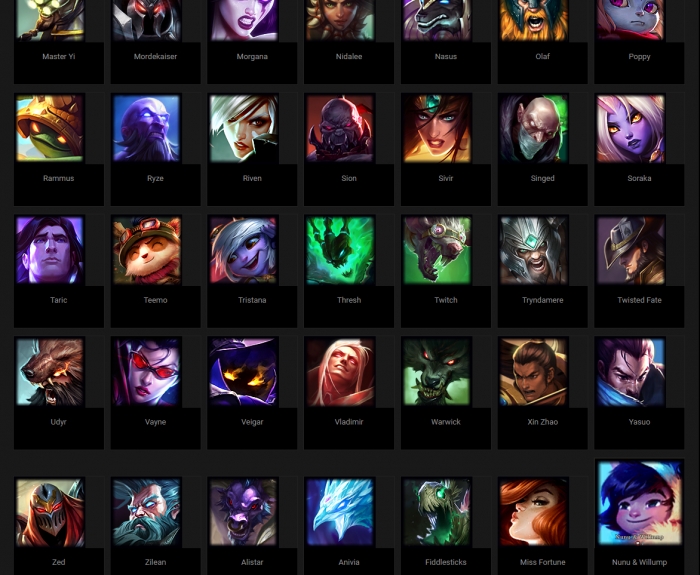 Master Yi
Mordekaiser
Morgana
Nidalee
Nasus
Olaf
Poppy
Rammus
Ryze
Riven
Sion
Sivir
Singed
Soraka
Taric
Teemo
Tristana
Thresh
Twitch
Tryndamere
Twisted Fate
Udyr
Vayne
Veigar
Vladimir
Warwick
Xin Zhao
Yasuo
Zed
Zilean
Alistar
Anivia
Fiddlesticks
Miss Fortune
Nunu & Willump
Nunu & Willump